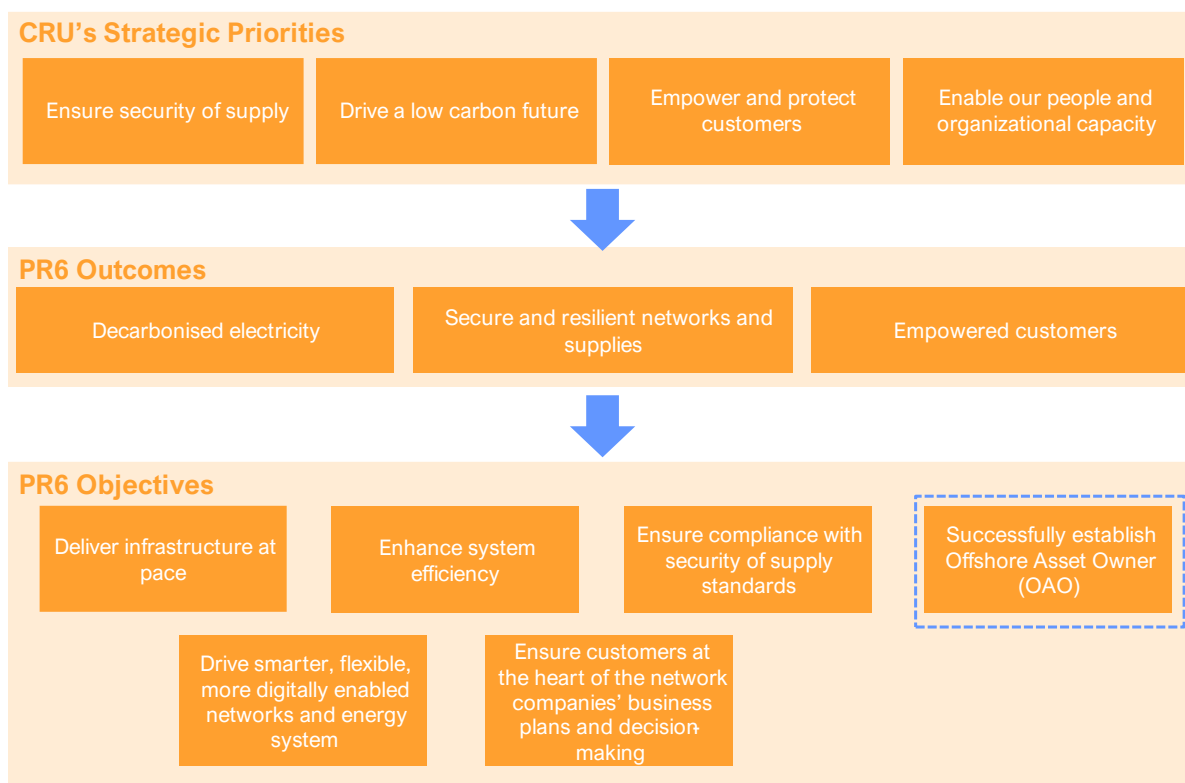 CRU's Strategic Priorities
Ensure security of supply
Drive a low carbon future
Empower and protect
customers
Enable our people and
organizational capacity
PR6 Outcomes
Decarbonised electricity
Secure and resilient networks and
supplies
Empowered customers
PR6 Objectives
Deliver infrastructure at
pace
Enhance system
efficiency
Ensure compliance with
security of supply
standards
Successfully establish
Offshore Asset Owner
(OAO)
Drive smarter, flexible,
more digitally enabled
networks and energy
system
Ensure customers at
the heart of the network
companies' business
plans and decision-
making